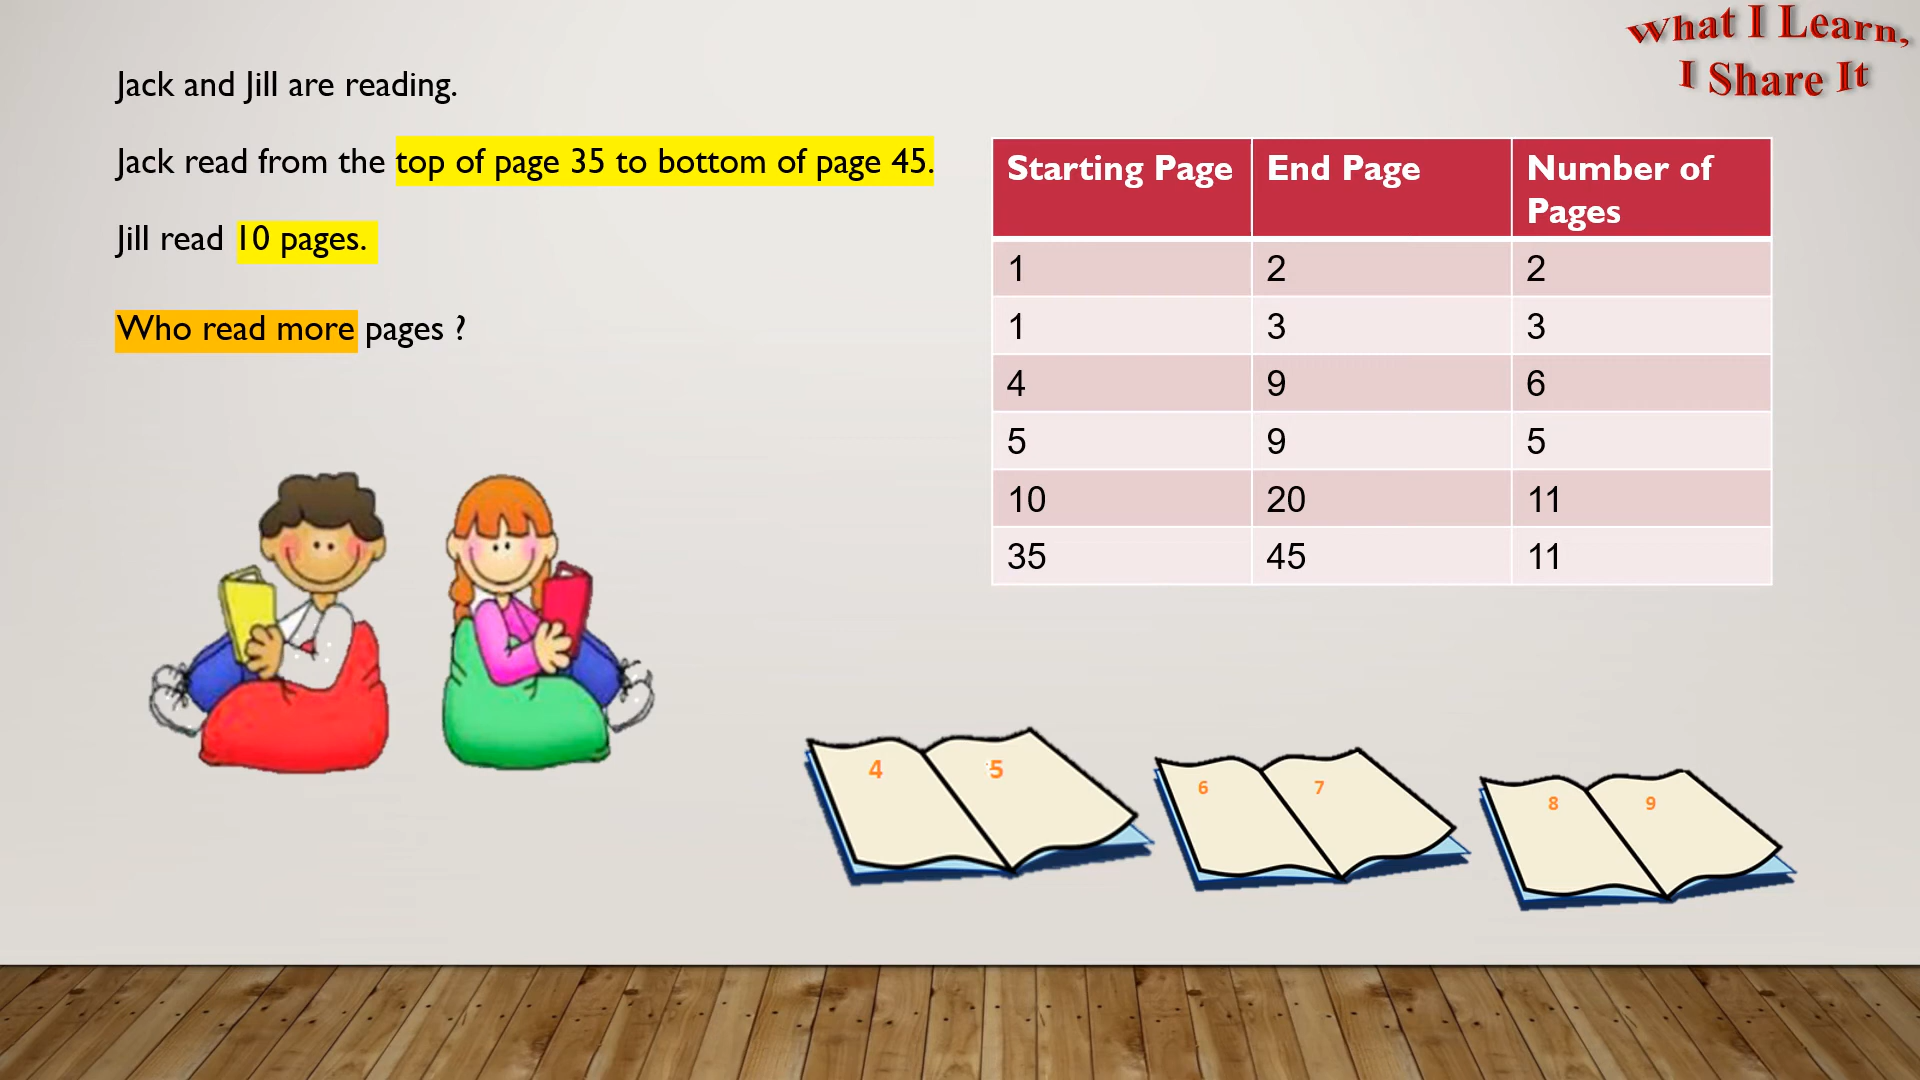 What I Learn,
I Share It
Jack and Jill are reading.
Jack read from the top of page 35 to bottom of page 45.
Jill read 10 pages.
Who read more pages ?
Starting Page End Page Number of Pages
1 2 2
1 3 3
4 9 6
5 9 5
10 20 11
35 45 11
4 5
6 7
8 9